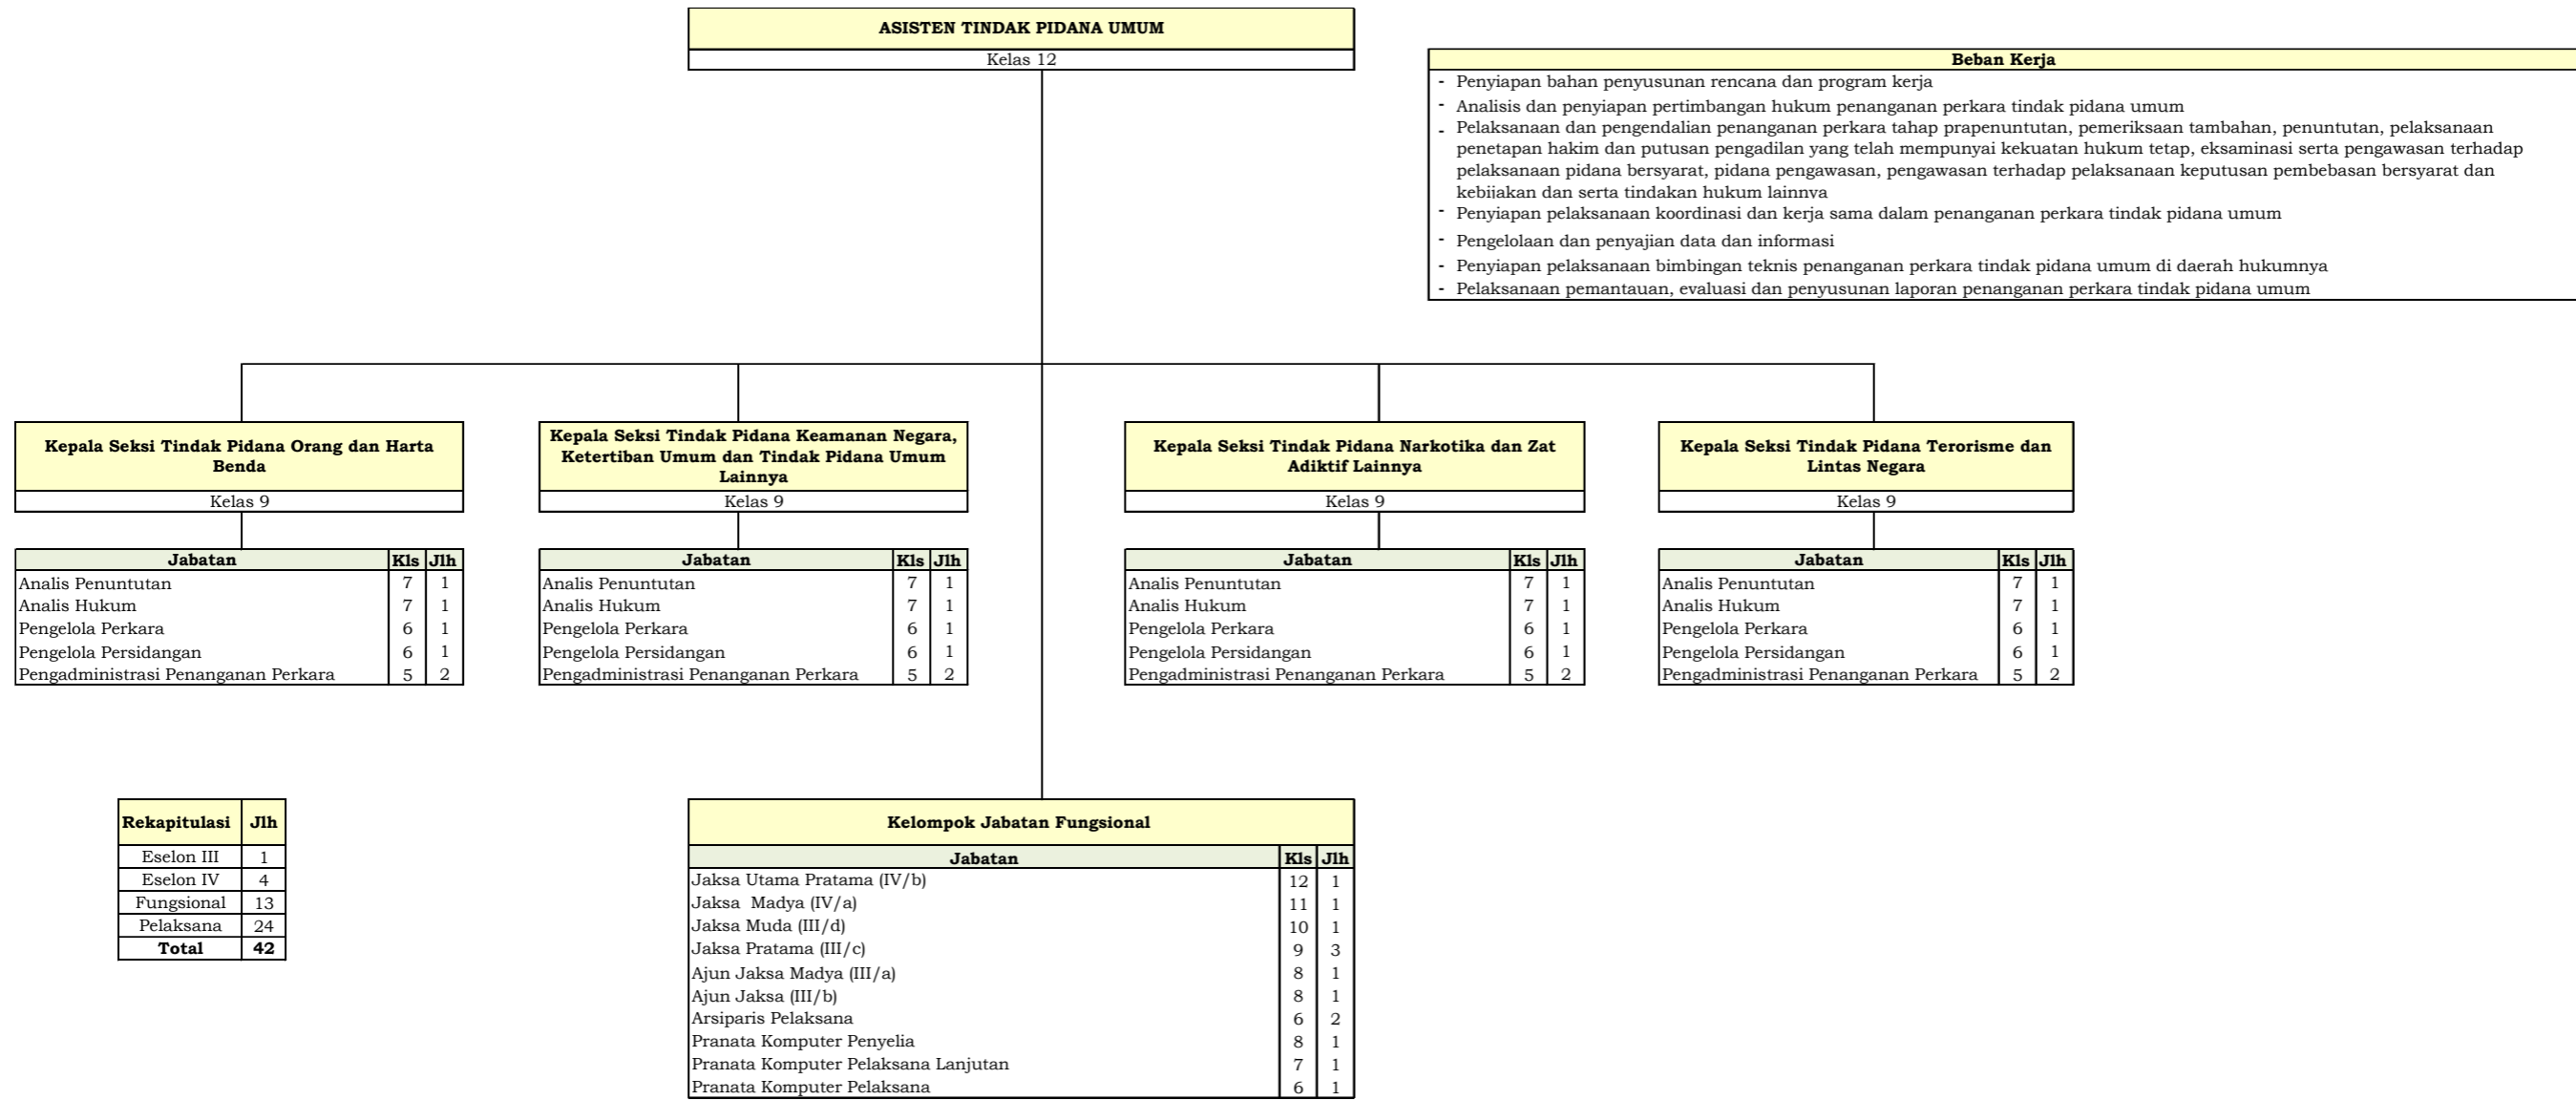 ASISTEN TINDAK PIDANA UMUM
Kelas 12
Beban Kerja
- Penyiapan bahan penyusunan rencana dan program kerja
- Analisis dan penyiapan pertimbangan hukum penanganan perkara tindak pidana umum
- Pelaksanaan dan pengendalian penanganan perkara tahap prapenuntutan, pemeriksaan tambahan, penuntutan, pelaksanaan
penetapan hakim dan putusan pengadilan yang telah mempunyai kekuatan hukum tetap, eksaminasi serta pengawasan terhadap
pelaksanaan pidana bersyarat, pidana pengawasan, pengawasan terhadap pelaksanaan keputusan pembebasan bersyarat dan
kebijakan dan serta tindakan hukum lainnya
- Penyiapan pelaksanaan koordinasi dan kerja sama dalam penanganan perkara tindak pidana umum
- Pengelolaan dan penyajian data dan informasi
- Penyiapan pelaksanaan bimbingan teknis penanganan perkara tindak pidana umum di daerah hukumnya
- Pelaksanaan pemantauan, evaluasi dan penyusunan laporan penanganan perkara tindak pidana umum
Kepala Seksi Tindak Pidana Orang dan Harta
Benda
Kelas 9
Jabatan Kls Jlh
Analis Penuntutan 7 1
Analis Hukum 7 1
Pengelola Perkara 6 1
Pengelola Persidangan 6 1
Pengadministrasi Penanganan Perkara 5 2
Kepala Seksi Tindak Pidana Keamanan Negara,
Ketertiban Umum dan Tindak Pidana Umum
Lainnya
Kelas 9
Jabatan Kls Jlh
Analis Penuntutan 7 1
Analis Hukum 7 1
Pengelola Perkara 6 1
Pengelola Persidangan 6 1
Pengadministrasi Penanganan Perkara 5 2
Kepala Seksi Tindak Pidana Narkotika dan Zat
Adiktif Lainnya
Kelas 9
Jabatan Kls Jlh
Analis Penuntutan 7 1
Analis Hukum 7 1
Pengelola Perkara 6 1
Pengelola Persidangan 6 1
Pengadministrasi Penanganan Perkara 5 2
Kepala Seksi Tindak Pidana Terorisme dan
Lintas Negara
Kelas 9
Jabatan Kls Jlh
Analis Penuntutan 7 1
Analis Hukum 7 1
Pengelola Perkara 6 1
Pengelola Persidangan 6 1
Pengadministrasi Penanganan Perkara 5 2
Rekapitulasi Jlh
Eselon III 1
Eselon IV 4
Fungsional 13
Pelaksana 24
Total 42
Kelompok Jabatan Fungsional
Jabatan Kls Jlh
Jaksa Utama Pratama (IV/b) 12 1
Jaksa Madya (IV/a) 11 1
Jaksa Muda (III/d) 10 1
Jaksa Pratama (III/c) 9 3
Ajun Jaksa Madya (III/a) 8 1
Ajun Jaksa (III/b) 8 1
Arsiparis Pelaksana 6 2
Pranata Komputer Penyelia 8 1
Pranata Komputer Pelaksana Lanjutan 7 1
Pranata Komputer Pelaksana 6 1